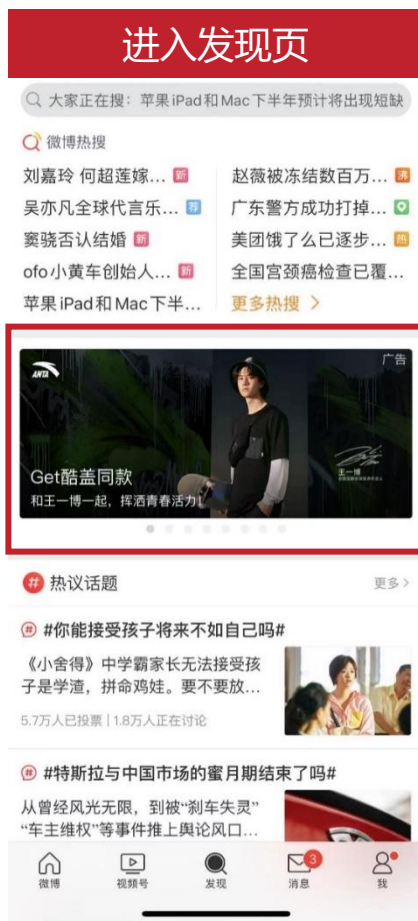 进入发现页
大家正在搜：苹果iPad和Mac下半年预计将出现短缺
微博热搜
刘嘉玲 何超莲嫁... 新
赵薇被冻结数百万... 沸
吴亦凡全球代言乐... 荐
广东警方成功打掉...
窦骁否认结婚 新
美团饿了么已逐步... 热
ofo小黄车创始人... 新
全国宫颈癌检查已覆...
苹果iPad和Mac下半...
更多热搜 >
广告
ANTA
王一博
Get酷盖同款
和王一博一起，挥洒青春活力！
# 热议话题
更多>
# #你能接受孩子将来不如自己吗#
《小舍得》中学霸家长无法接受孩
子是学渣，拼命鸡娃。要不要放...
5.7万人已投票 | 1.8万人正在讨论
# #特斯拉与中国市场的蜜月期结束了吗#
从曾经风光无限，到被“刹车失灵”
“车主维权”等事件推上舆论风口...
3
微博
视频号
发现
消息
我